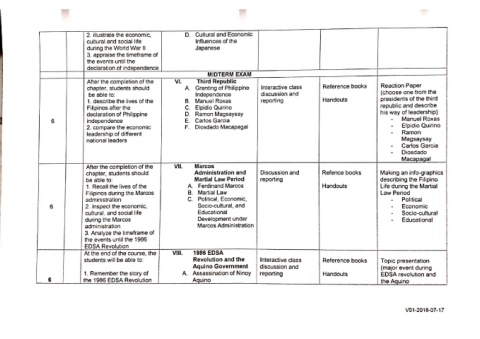 2. illustrate the economic,
cultural and social life
during the World War II
3. appraise the timeframe of
the events until the
declaration of independence
D. Cultural and Economic
Influences of the
Japanese
MIDTERM EXAM
6
After the completion of the
chapter, students should
be able to:
1. describe the lives of the
Filipinos after the
declaration of Philippine
independence
2. compare the economic
leadership of different
national leaders
VI. Third Republic
A. Granting of Philippine
Independence
B. Manuel Roxas
C. Elpidio Quirino
D. Ramon Magsaysay
E. Carlos Garcia
F. Diosdado Macapagal
Interactive class
discussion and
reporting
Reference books
Handouts
Reaction Paper
(choose one from the
presidents of the third
republic and describe
his way of leadership)
- Manuel Roxas
- Elpidio Quirino
- Ramon
Magsaysay
- Carlos Garcia
- Diosdado
Macapagal
6
After the completion of the
chapter, students should
be able to:
1. Recall the lives of the
Filipinos during the Marcos
administration
2. Inspect the economic,
cultural, and social life
during the Marcos
administration
3. Analyze the timeframe of
the events until the 1986
EDSA Revolution
VII. Marcos
Administration and
Martial Law Period
A. Ferdinand Marcos
B. Martial Law
C. Political, Economic,
Socio-cultural, and
Educational
Development under
Marcos Administration
Discussion and
reporting
Refence books
Handouts
Making an info-graphics
describing the Filipino
Life during the Martial
Law Period
- Political
- Economic
- Socio-cultural
- Educational
6
At the end of the course, the
students will be able to:
1. Remember the story of
the 1986 EDSA Revolution
VIII. 1986 EDSA
Revolution and the
Aquino Government
A. Assassination of Ninoy
Aquino
Interactive class
discussion and
reporting
Reference books
Handouts
Topic presentation
(major event during
EDSA revolution and
the Aquino
V01-2018-07-17